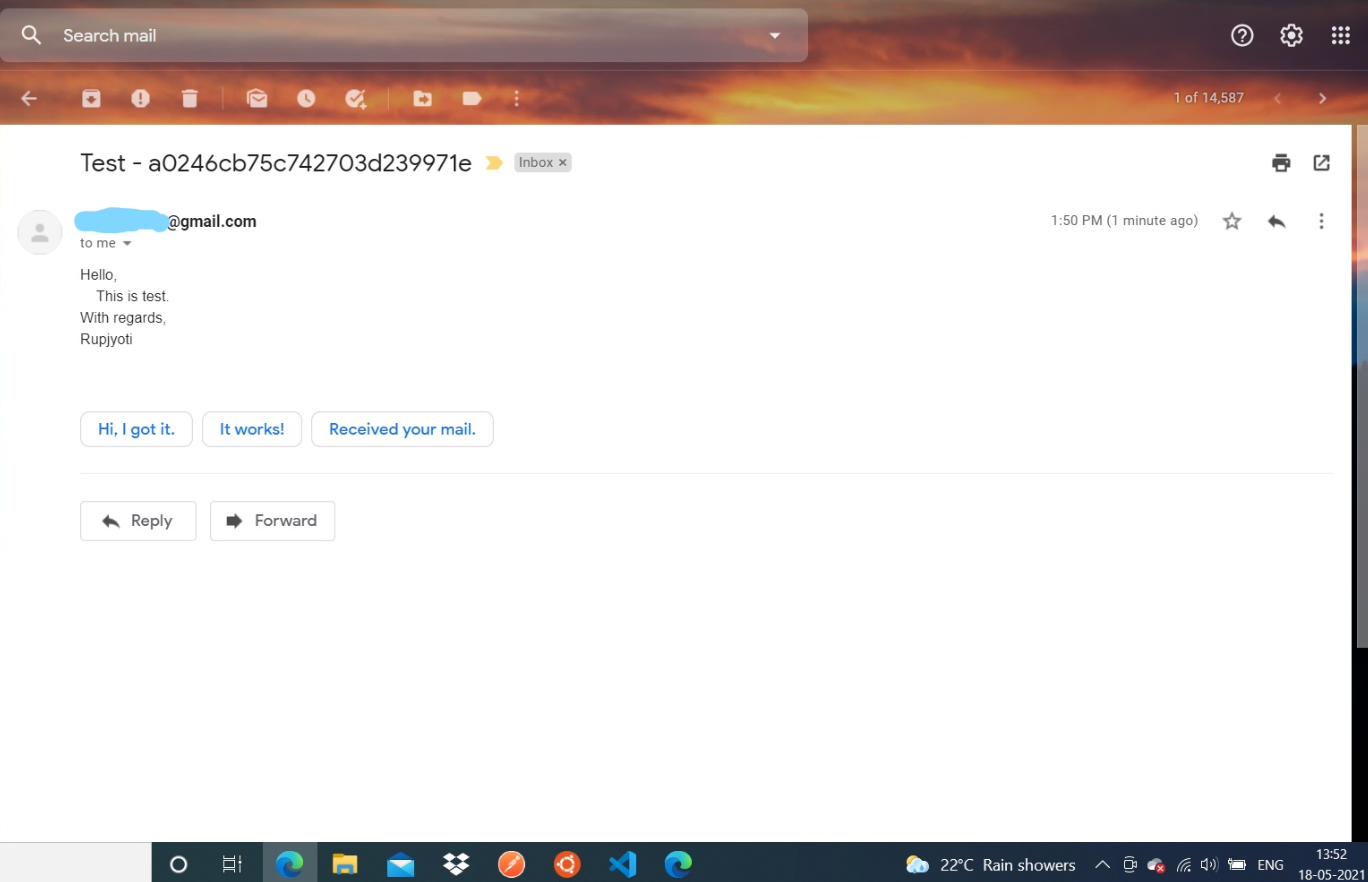 Search mail
1 of 14,587
Test - a0246cb75c742703d239971e Inbox ×
@gmail.com 1:50 PM (1 minute ago)
to me
Hello,
This is test.
With regards,
Rupjyoti
Hi, I got it. It works! Received your mail.
Reply Forward
22°C Rain showers ENG 13:52
18-05-2021